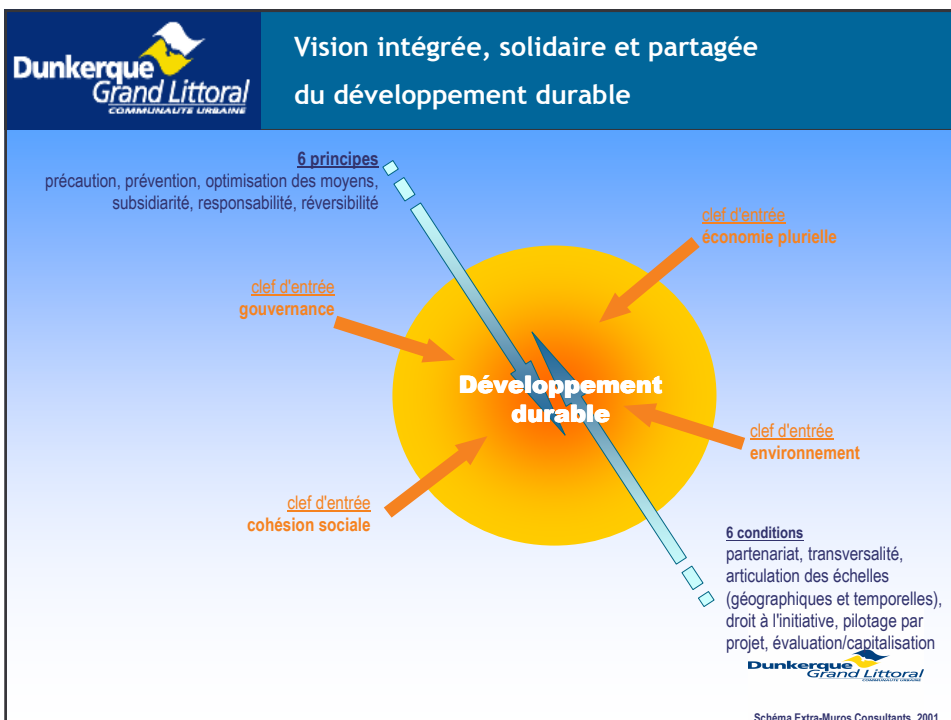 Dunkerque
Grand Littoral
COMMUNAUTE URBAINE
Vision intégrée, solidaire et partagée
du développement durable
6 principes
précaution, prévention, optimisation des moyens,
subsidiarité, responsabilité, réversibilité
clef d'entrée
économie plurielle
clef d'entrée
gouvernance
Développement
durable
clef d'entrée
environnement
clef d'entrée
cohésion sociale
6 conditions
partenariat, transversalité,
articulation des échelles
(géographiques et temporelles),
droit à l'initiative, pilotage par
projet, évaluation/capitalisation
Dunkerque
Grand Littoral
COMMUNAUTE URBAINE
Schéma Extra-Muros Consultants, 2001